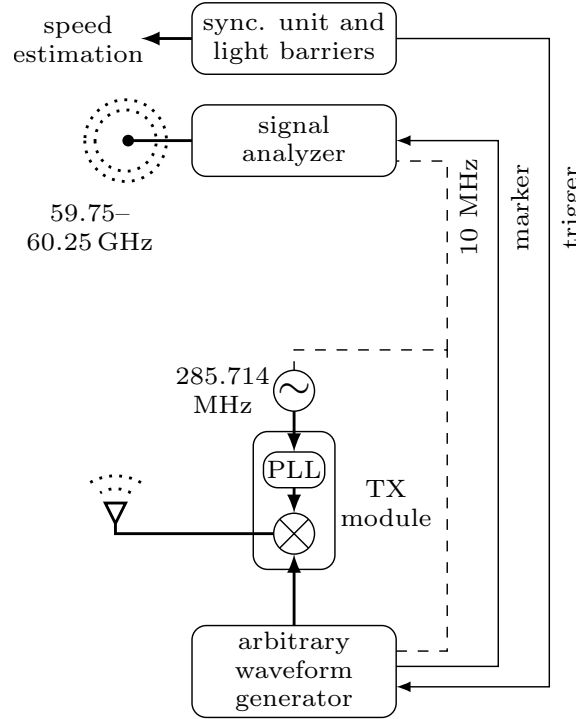 speed
estimation
sync. unit and
light barriers
signal
analyzer
59.75–
60.25 GHz
10 MHz
marker
trigger
285.714
MHz
PLL
TX
module
arbitrary
waveform
generator